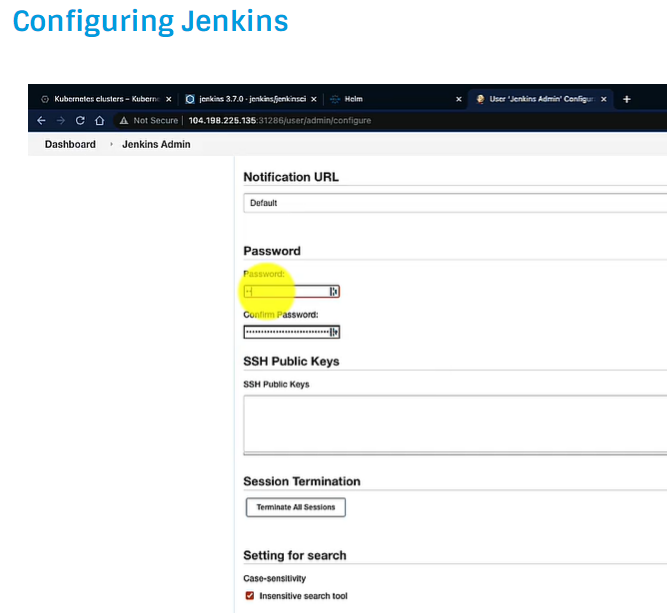 Configuring Jenkins
Kubernetes clusters – Kuberne
jenkins 3.7.0 · jenkins/jenkinsci
Helm
User 'Jenkins Admin' Configur
Not Secure | 104.198.225.135:31286/user/admin/configure
Dashboard
Jenkins Admin
Notification URL
Default
Password
Password:
Confirm Password:
SSH Public Keys
SSH Public Keys
Session Termination
Terminate All Sessions
Setting for search
Case-sensitivity
Insensitive search tool